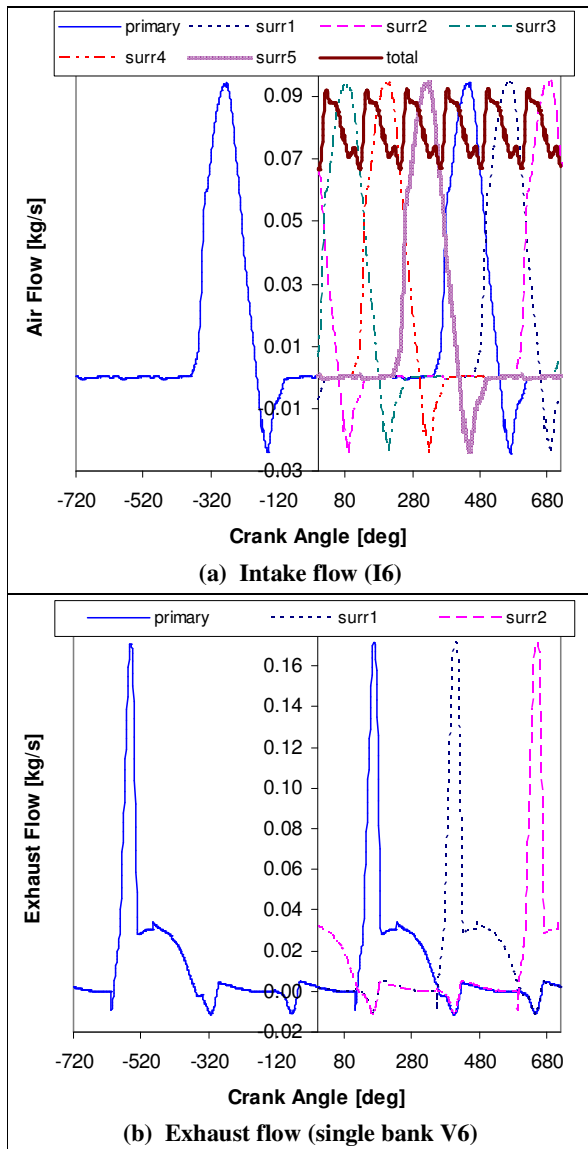 primary surr1 surr2 surr3
surr4 surr5 total
0.09
0.07
0.05
0.03
0.01
-0.01
-0.03
Air Flow [kg/s]
-720 -520 -320 -120 80 280 480 680
Crank Angle [deg]
(a) Intake flow (I6)
primary surr1 surr2
0.16
0.14
0.12
0.10
0.08
0.06
0.04
0.02
0.00
-0.02
Exhaust Flow [kg/s]
-720 -520 -320 -120 80 280 480 680
Crank Angle [deg]
(b) Exhaust flow (single bank V6)